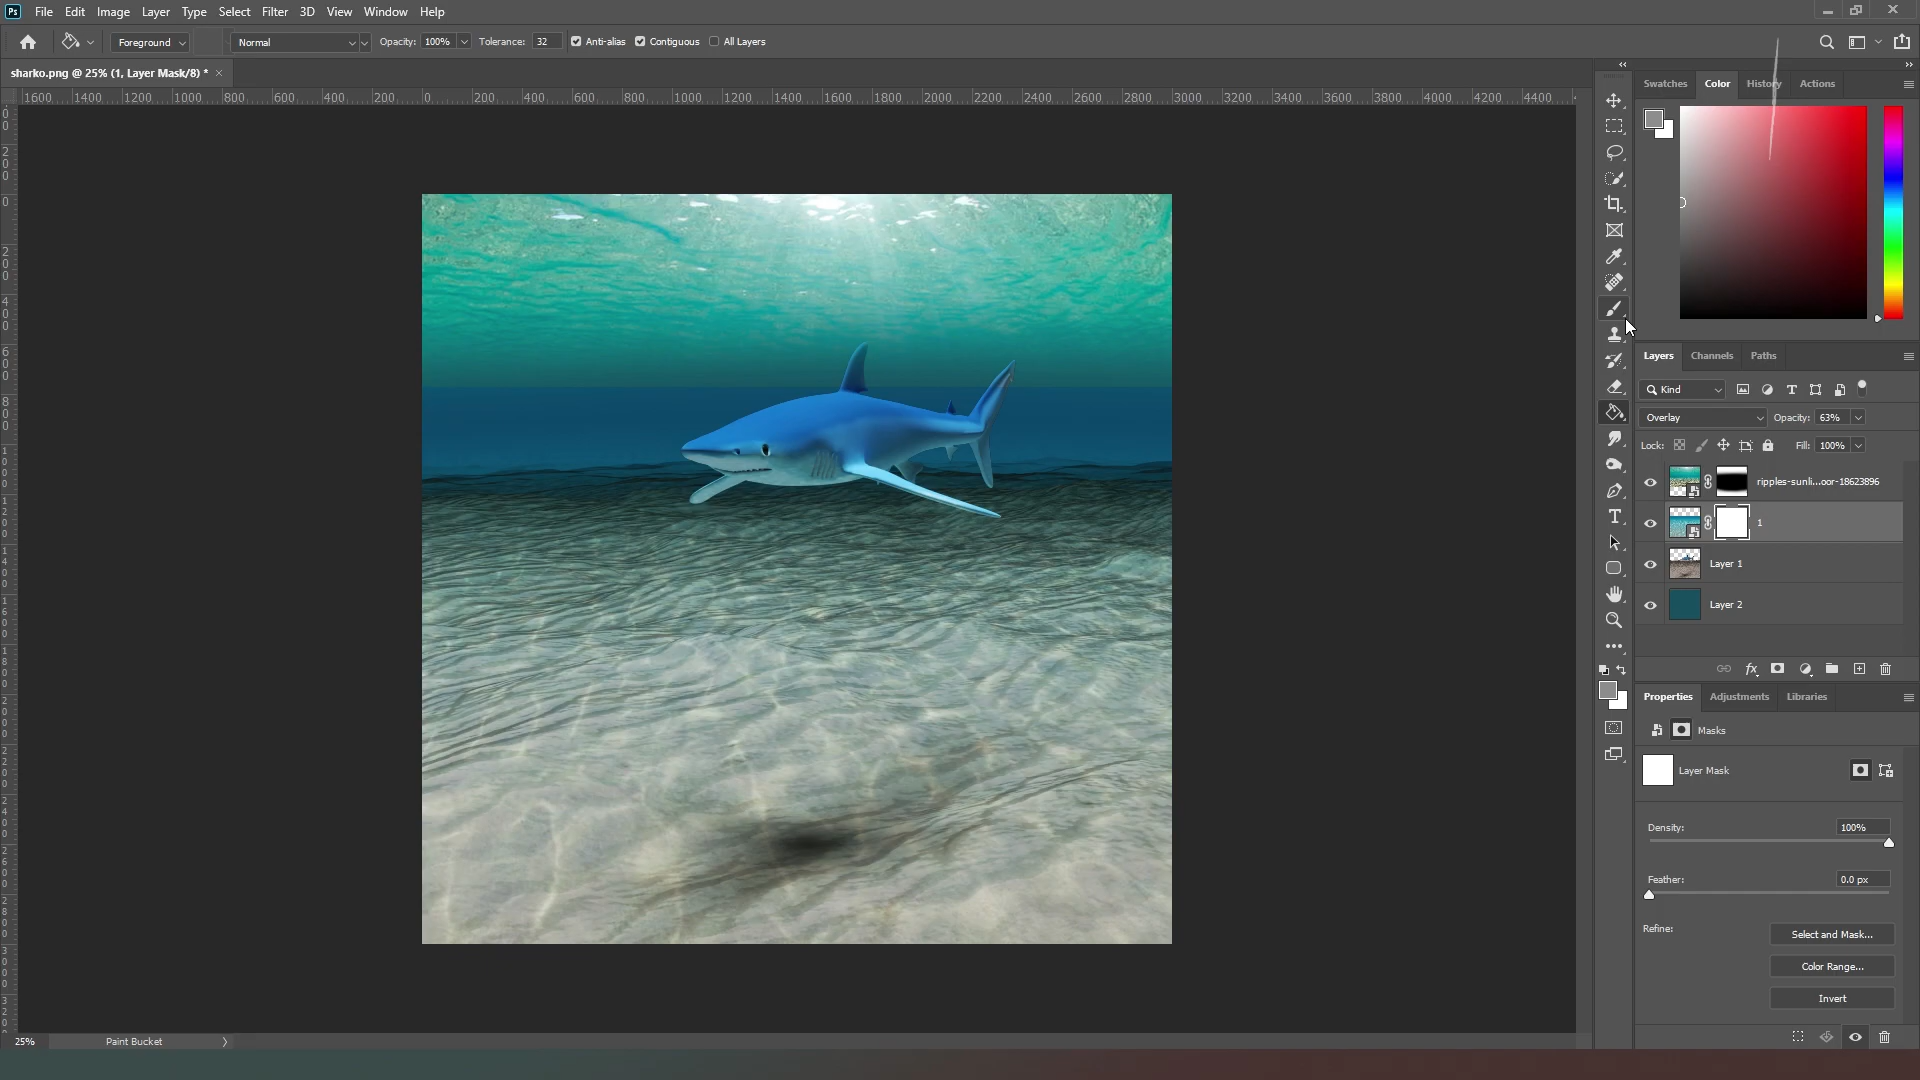 Ps File Edit Image Layer Type Select Filter 3D View Window Help
Foreground Normal Opacity: 100% Tolerance: 32 Anti-alias Contiguous All Layers
sharko.png @ 25% (1, Layer Mask/8) * ×
1600 1400 1200 1000 800 600 400 200 0 200 400 600 800 1000 1200 1400 1600 1800 2000 2200 2400 2600 2800 3000 3200 3400 3600 3800 4000 4200 4400
Swatches Color History Actions
Layers Channels Paths
Kind
Overlay Opacity: 63%
Lock: Fill: 100%
ripples-sunli...oor-18623896
1
Layer 1
Layer 2
fx
Properties Adjustments Libraries
Masks
Layer Mask
Density: 100%
Feather: 0.0 px
Refine: Select and Mask...
Color Range...
Invert
25% Paint Bucket